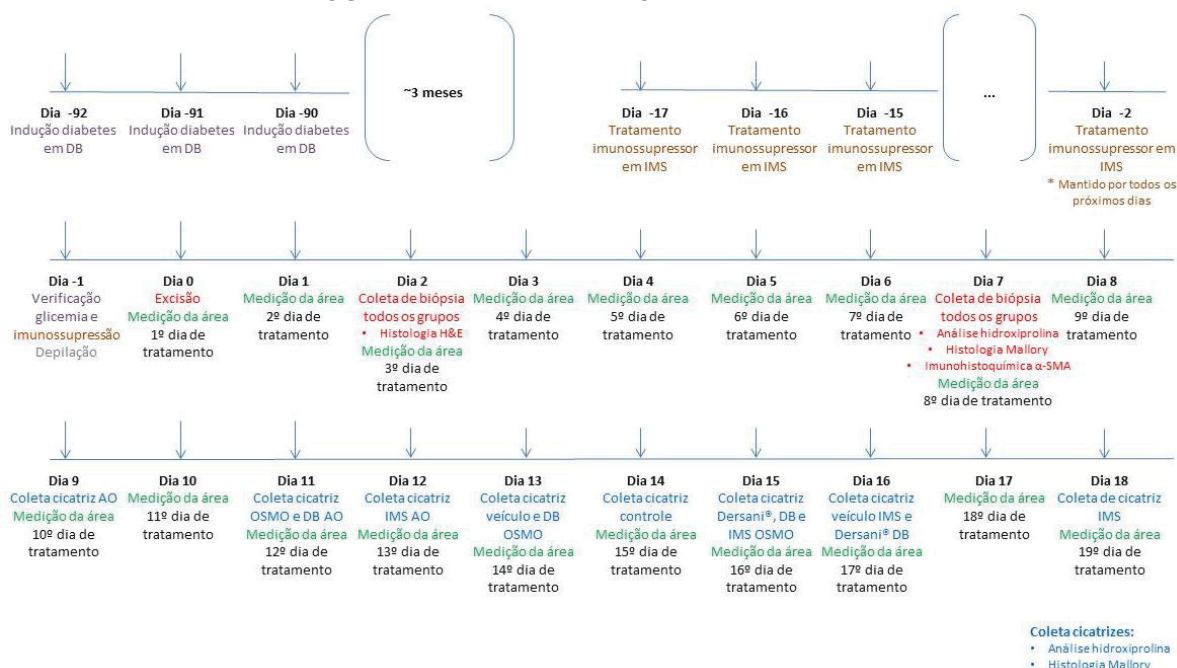 Dia -92
Indução diabetes
em DB
Dia -91
Indução diabetes
em DB
Dia -90
Indução diabetes
em DB
~3 meses
Dia -17
Tratamento
imunossupressor
em IMS
Dia -16
Tratamento
imunossupressor
em IMS
Dia -15
Tratamento
imunossupressor
em IMS
...
Dia -2
Tratamento
imunossupressor em
IMS
* Mantido por todos os
próximos dias
Dia -1
Verificação
glicemia e
imunossupressão
Depilação
Dia 0
Excisão
Medição da área
1º dia de
tratamento
Dia 1
Medição da área
2º dia de
tratamento
Dia 2
Coleta de biópsia
todos os grupos
• Histologia H&E
Medição da área
3º dia de
tratamento
Dia 3
Medição da área
4º dia de
tratamento
Dia 4
Medição da área
5º dia de
tratamento
Dia 5
Medição da área
6º dia de
tratamento
Dia 6
Medição da área
7º dia de
tratamento
Dia 7
Coleta de biópsia
todos os grupos
• Análise hidroxiprolina
• Histologia Mallory
• Imunohistoquímica α-SMA
Medição da área
8º dia de tratamento
Dia 8
Medição da área
9º dia de
tratamento
Dia 9
Coleta cicatriz AO
Medição da área
10º dia de
tratamento
Dia 10
Medição da área
11º dia de
tratamento
Dia 11
Coleta cicatriz
OSMO e DB AO
Medição da área
12º dia de
tratamento
Dia 12
Coleta cicatriz
IMS AO
Medição da área
13º dia de
tratamento
Dia 13
Coleta cicatriz
veículo e DB
OSMO
Medição da área
14º dia de
tratamento
Dia 14
Coleta cicatriz
controle
Medição da área
15º dia de
tratamento
Dia 15
Coleta cicatriz
Dersani®, DB e
IMS OSMO
Medição da área
16º dia de
tratamento
Dia 16
Coleta cicatriz
veículo IMS e
Dersani® DB
Medição da área
17º dia de
tratamento
Dia 17
Medição da área
18º dia de
tratamento
Dia 18
Coleta de cicatriz
IMS
Medição da área
19º dia de
tratamento
Coleta cicatrizes:
• Análise hidroxiprolina
• Histologia Mallory